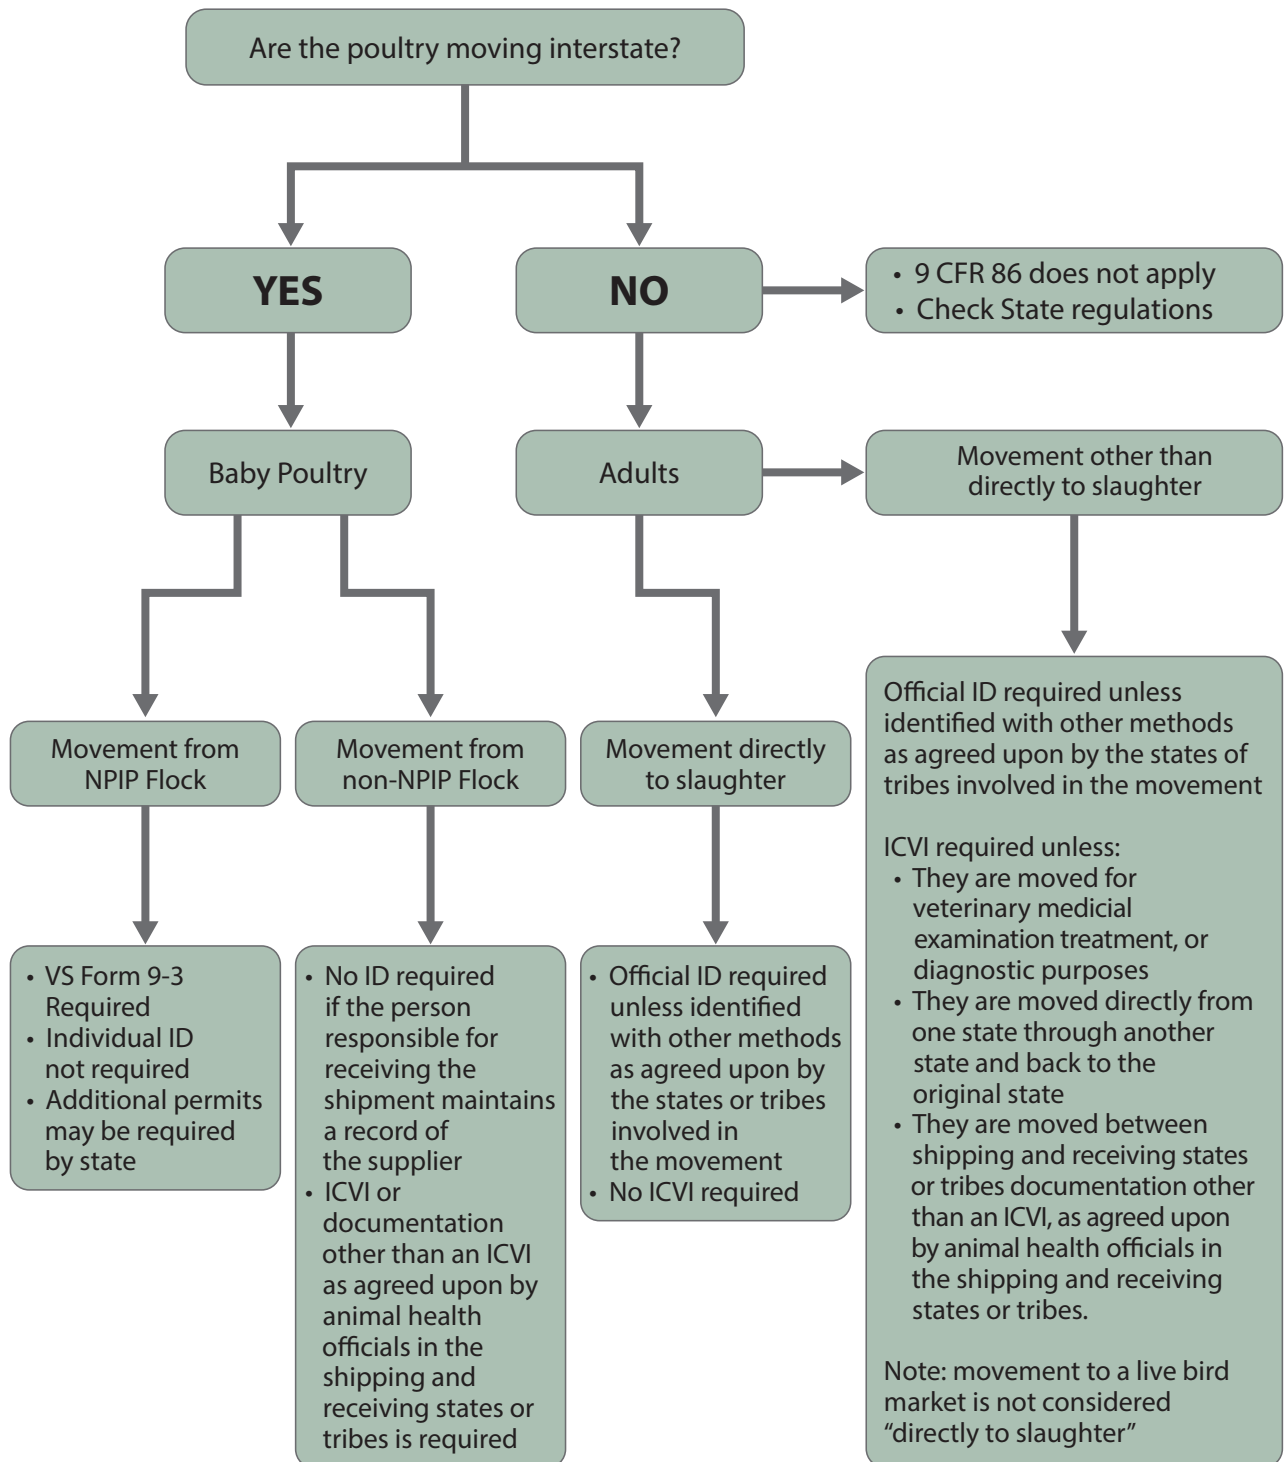 Are the poultry moving interstate?
YES
NO
• 9 CFR 86 does not apply
• Check State regulations
Baby Poultry
Adults
Movement other than
directly to slaughter
Movement from
NPIP Flock
Movement from
non-NPIP Flock
Movement directly
to slaughter
• VS Form 9-3
Required
• Individual ID
not required
• Additional permits
may be required
by state
• No ID required
if the person
responsible for
receiving the
shipment maintains
a record of
the supplier
• ICVI or
documentation
other than an ICVI
as agreed upon by
animal health
officials in the
shipping and
receiving states or
tribes is required
• Official ID required
unless identified
with other methods
as agreed upon by
the states or tribes
involved in
the movement
• No ICVI required
Official ID required unless
identified with other methods
as agreed upon by the states of
tribes involved in the movement
ICVI required unless:
• They are moved for
veterinary medicial
examination treatment, or
diagnostic purposes
• They are moved directly from
one state through another
state and back to the
original state
• They are moved between
shipping and receiving states
or tribes documentation other
than an ICVI, as agreed upon
by animal health officials in
the shipping and receiving
states or tribes.
Note: movement to a live bird
market is not considered
“directly to slaughter”